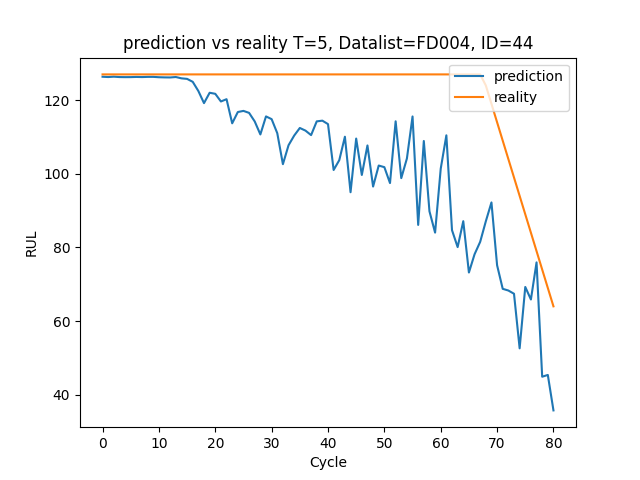 prediction vs reality T=5, Datalist=FD004, ID=44
prediction
reality
120
100
80
60
40
RUL
0 10 20 30 40 50 60 70 80
Cycle